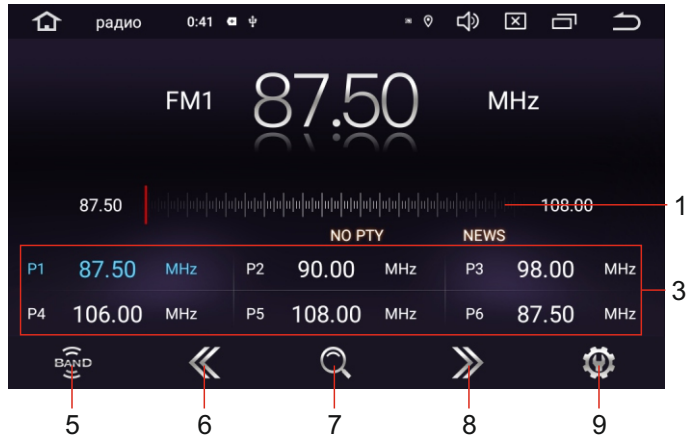 радио 0:41
FM1 87.50 MHz
87.50 108.00 1
NO PTY NEWS
P1 87.50 MHz P2 90.00 MHz P3 98.00 MHz
3
P4 106.00 MHz P5 108.00 MHz P6 87.50 MHz
BAND
5 6 7 8 9